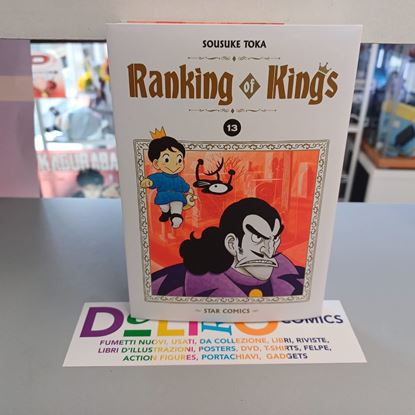 KAGURABA
SOUSUKE TOKA
Ranking of Kings
13
STAR COMICS
COMICS
FUMETTI NUOVI, USATI, DA COLLEZIONE, LIBRI, RIVISTE,
LIBRI D'ILLUSTRAZIONI, POSTERS, DVD, T-SHIRTS, FELPE,
ACTION FIGURES, PORTACHIAVI, GADGETS